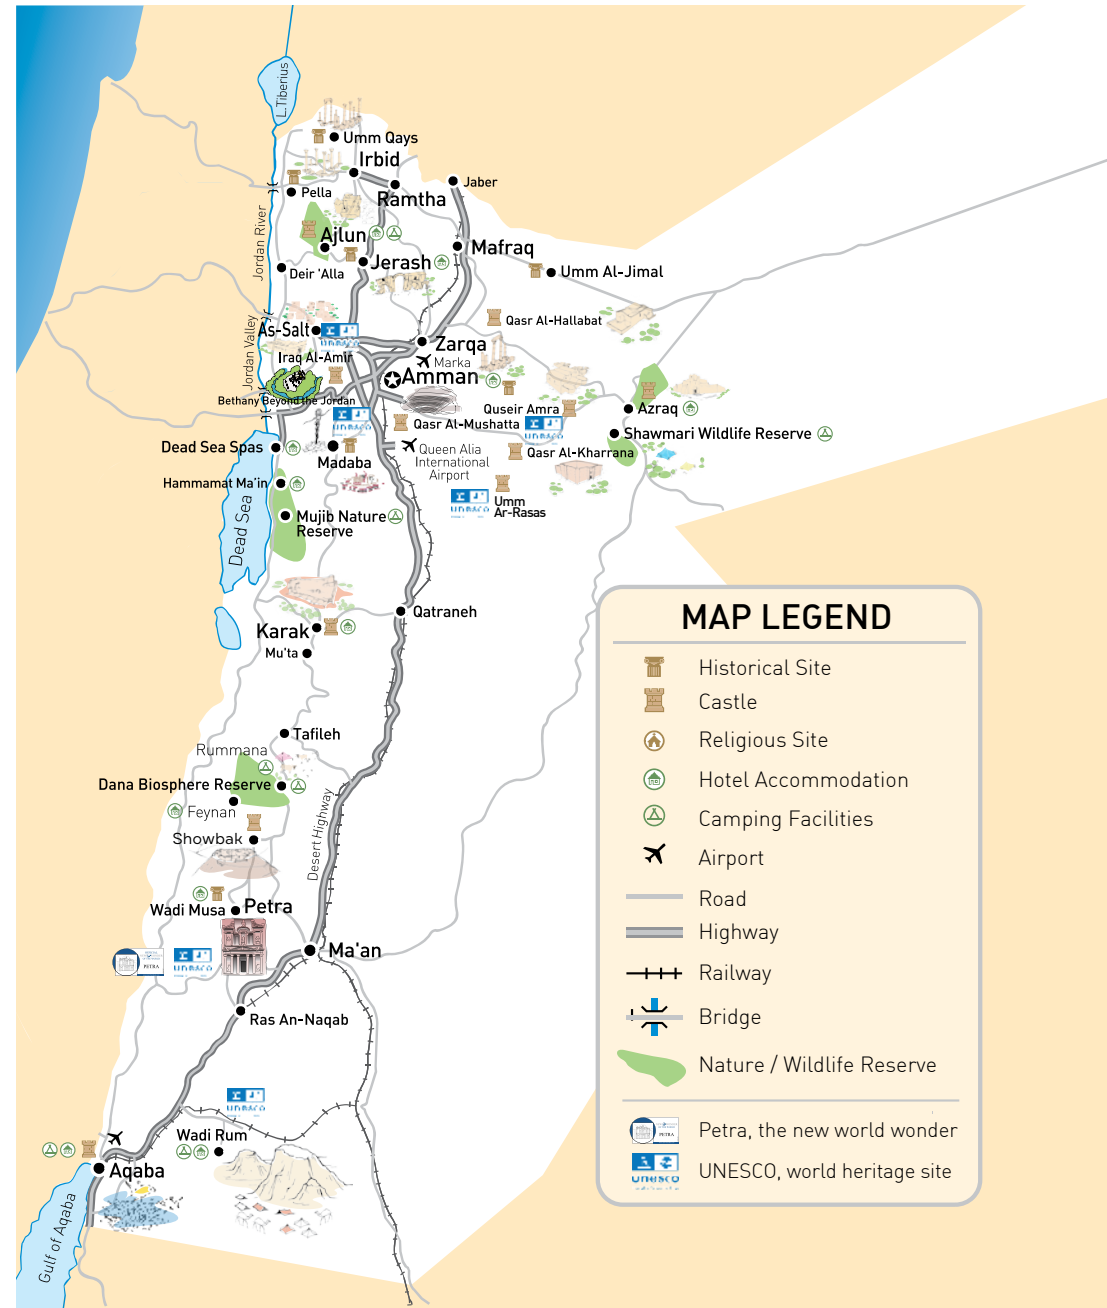 L.Tiberius
Umm Qays
Irbid
Jaber
Pella
Ramtha
Jordan River
Ajlun
Mafraq
Jerash
Deir 'Alla
Umm Al-Jimal
Jordan Valley
As-Salt
Qasr Al-Hallabat
Zarqa
Iraq Al-Amir
Marka
Amman
Bethany Beyond the Jordan
Quseir Amra
Azraq
Qasr Al-Mushatta
Shawmari Wildlife Reserve
Dead Sea Spas
Madaba
Queen Alia
International
Airport
Qasr Al-Kharrana
Hammamat Ma'in
Umm
Ar-Rasas
Mujib Nature
Reserve
Dead Sea
Qatraneh
Karak
Mu'ta
Tafileh
Rummana
Dana Biosphere Reserve
Feynan
Showbak
Desert Highway
Wadi Musa
Petra
PETRA
unesco
Ma'an
Ras An-Naqab
unesco
Wadi Rum
Aqaba
Gulf of Aqaba
MAP LEGEND
Historical Site
Castle
Religious Site
Hotel Accommodation
Camping Facilities
Airport
Road
Highway
Railway
Bridge
Nature / Wildlife Reserve
PETRA
Petra, the new world wonder
unesco
UNESCO, world heritage site